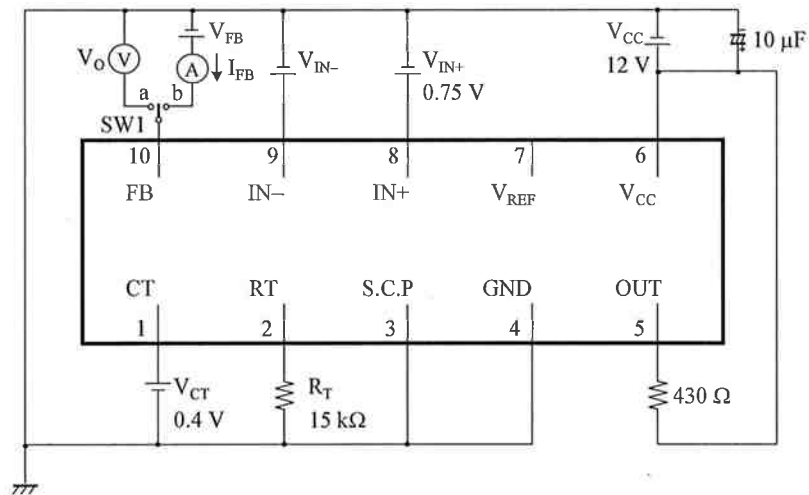 V_FB
V_O
V
A
I_FB
a
b
SW1
V_IN−
V_IN+
0.75 V
V_CC
12 V
10 μF
10
9
8
7
6
FB
IN−
IN+
V_REF
V_CC
CT
RT
S.C.P
GND
OUT
1
2
3
4
5
V_CT
0.4 V
R_T
15 kΩ
430 Ω